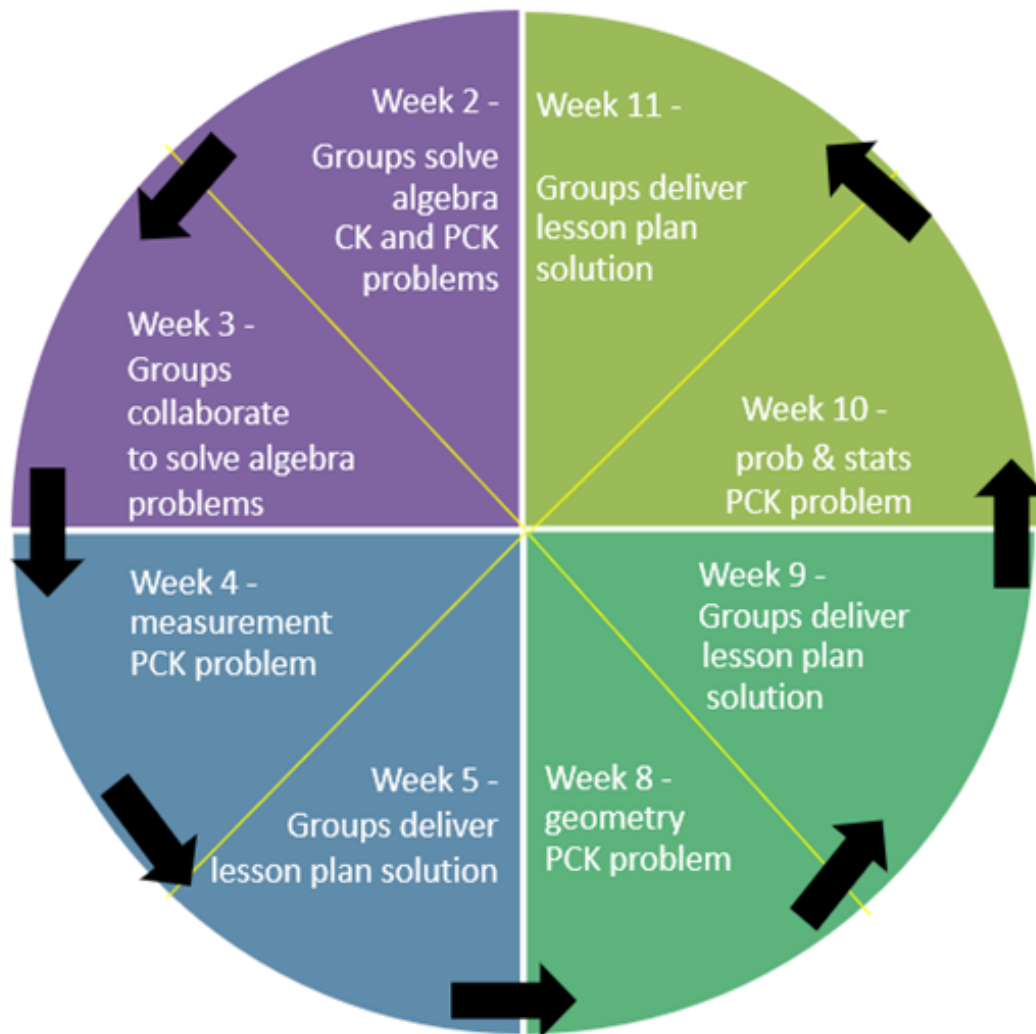 Week 2 -
Groups solve
algebra
CK and PCK
problems
Week 3 -
Groups
collaborate
to solve algebra
problems
Week 4 -
measurement
PCK problem
Week 5 -
Groups deliver
lesson plan solution
Week 8 -
geometry
PCK problem
Week 9 -
Groups deliver
lesson plan
solution
Week 10 -
prob & stats
PCK problem
Week 11 -
Groups deliver
lesson plan
solution